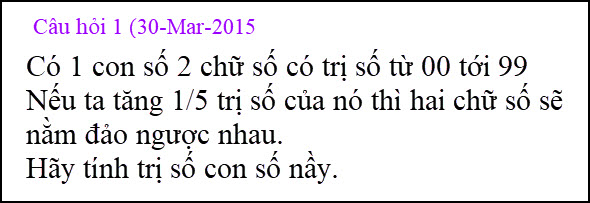 Câu hỏi 1 (30-Mar-2015
Có 1 con số 2 chữ số có trị số từ 00 tới 99
Nếu ta tăng 1/5 trị số của nó thì hai chữ số sẽ
nằm đảo ngược nhau.
Hãy tính trị số con số nầy.